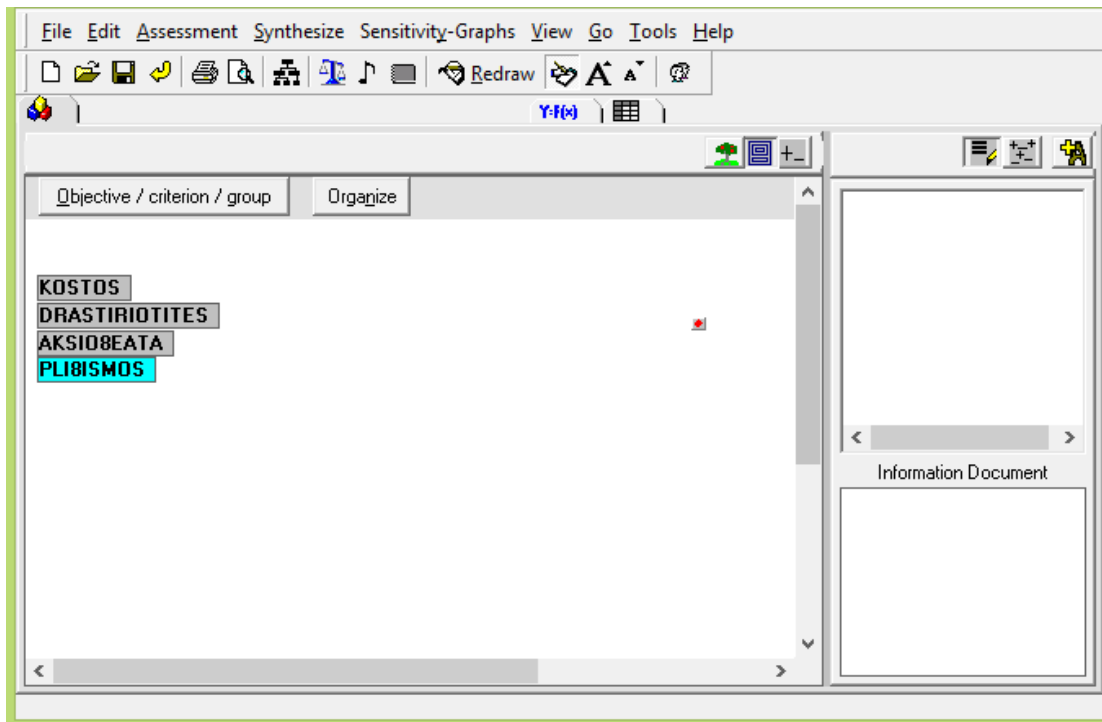 File Edit Assessment Synthesize Sensitivity-Graphs View Go Tools Help
Redraw A A
Y=F(x)
Objective / criterion / group Organize
KOSTOS
DRASTIRIOTITES
AKSIO8EATA
PLI8ISMOS
Information Document